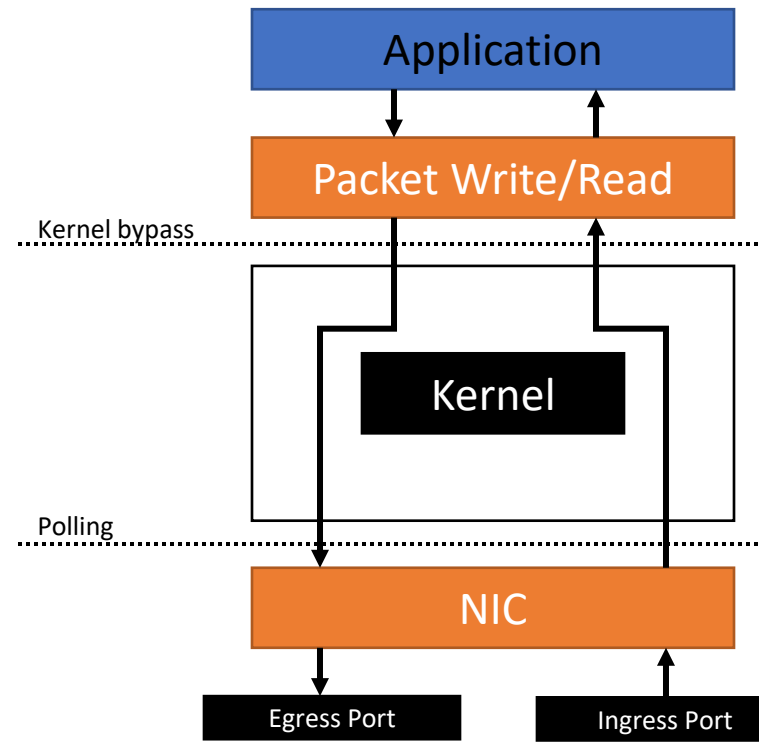 Application
Packet Write/Read
Kernel bypass
Kernel
Polling
NIC
Egress Port
Ingress Port